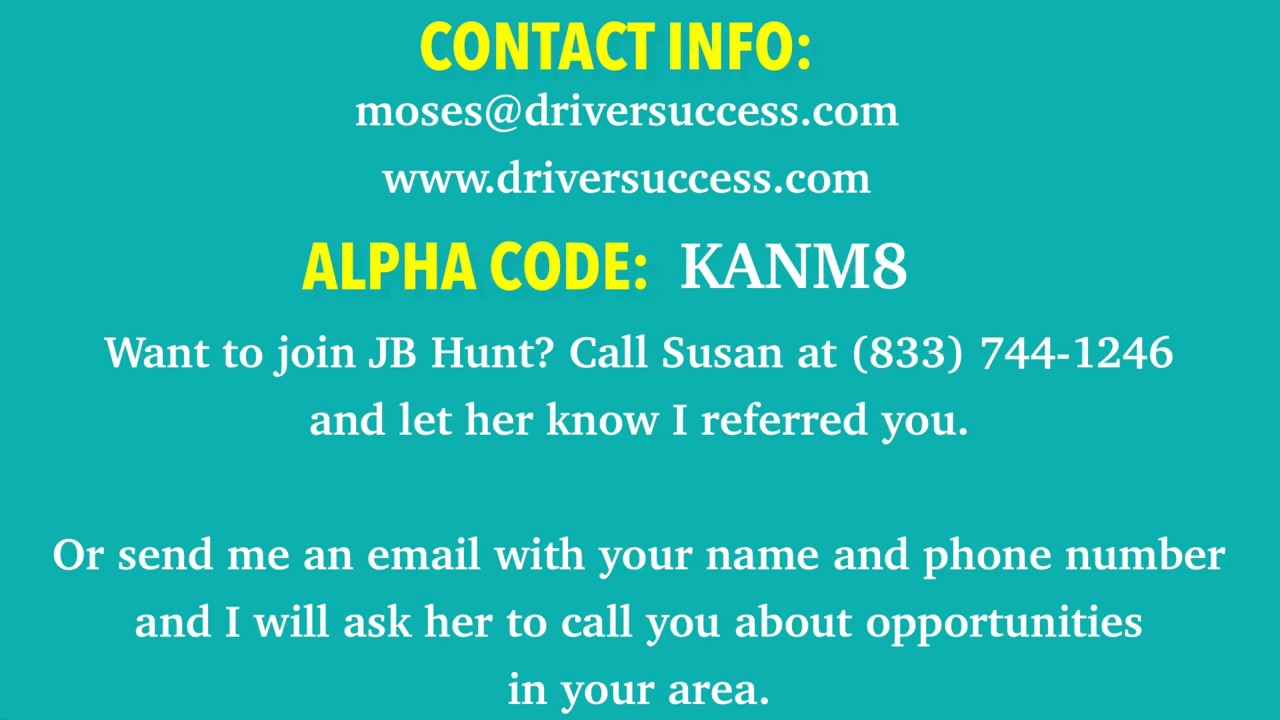 CONTACT INFO:
moses@driversuccess.com
www.driversuccess.com
ALPHA CODE: KANM8
Want to join JB Hunt? Call Susan at (833) 744-1246
and let her know I referred you.
Or send me an email with your name and phone number
and I will ask her to call you about opportunities
in your area.